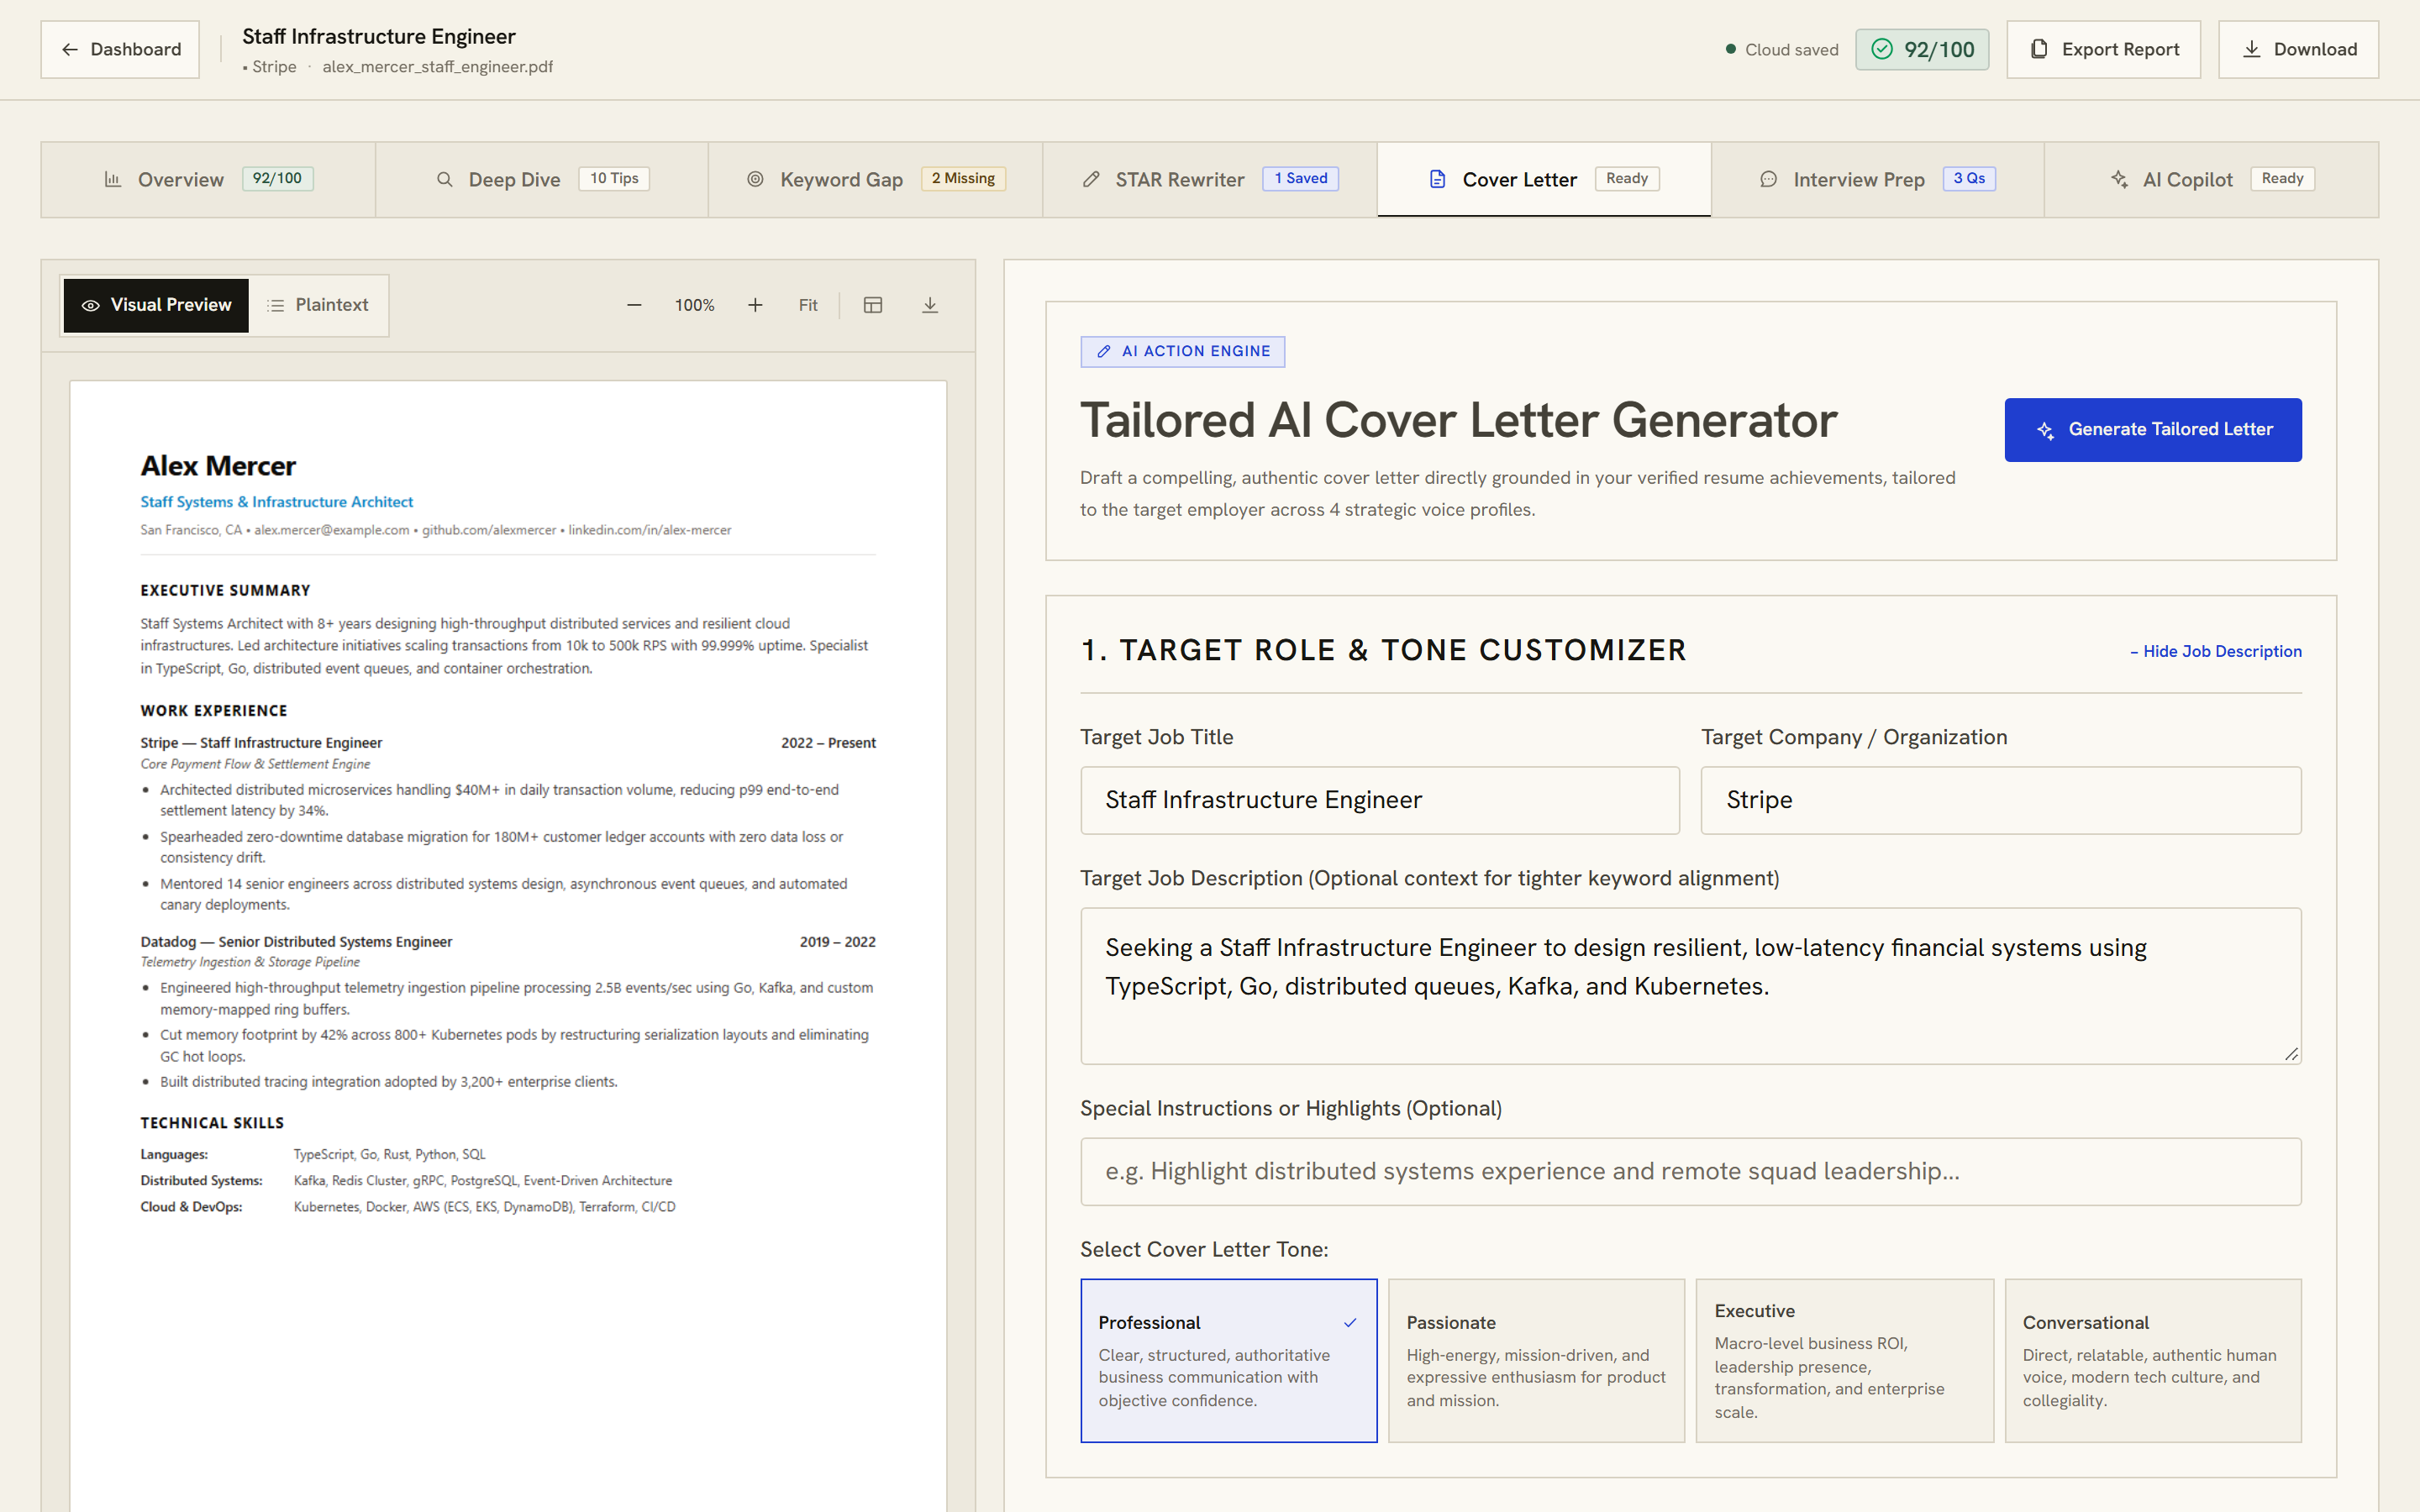 Dashboard
Staff Infrastructure Engineer
▪ Stripe · alex_mercer_staff_engineer.pdf
Cloud saved
92/100
Export Report
Download
Overview 92/100
Deep Dive 10 Tips
Keyword Gap 2 Missing
STAR Rewriter 1 Saved
Cover Letter Ready
Interview Prep 3 Qs
AI Copilot Ready
Visual Preview
Plaintext
100%
Fit
Alex Mercer
Staff Systems & Infrastructure Architect
San Francisco, CA • alex.mercer@example.com • github.com/alexmercer • linkedin.com/in/alex-mercer
EXECUTIVE SUMMARY
Staff Systems Architect with 8+ years designing high-throughput distributed services and resilient cloud
infrastructures. Led architecture initiatives scaling transactions from 10k to 500k RPS with 99.999% uptime. Specialist
in TypeScript, Go, distributed event queues, and container orchestration.
WORK EXPERIENCE
Stripe — Staff Infrastructure Engineer 2022 – Present
Core Payment Flow & Settlement Engine
• Architected distributed microservices handling $40M+ in daily transaction volume, reducing p99 end-to-end
settlement latency by 34%.
• Spearheaded zero-downtime database migration for 180M+ customer ledger accounts with zero data loss or
consistency drift.
• Mentored 14 senior engineers across distributed systems design, asynchronous event queues, and automated
canary deployments.
Datadog — Senior Distributed Systems Engineer 2019 – 2022
Telemetry Ingestion & Storage Pipeline
• Engineered high-throughput telemetry ingestion pipeline processing 2.5B events/sec using Go, Kafka, and custom
memory-mapped ring buffers.
• Cut memory footprint by 42% across 800+ Kubernetes pods by restructuring serialization layouts and eliminating
GC hot loops.
• Built distributed tracing integration adopted by 3,200+ enterprise clients.
TECHNICAL SKILLS
Languages: TypeScript, Go, Rust, Python, SQL
Distributed Systems: Kafka, Redis Cluster, gRPC, PostgreSQL, Event-Driven Architecture
Cloud & DevOps: Kubernetes, Docker, AWS (ECS, EKS, DynamoDB), Terraform, CI/CD
AI ACTION ENGINE
Tailored AI Cover Letter Generator
Draft a compelling, authentic cover letter directly grounded in your verified resume achievements, tailored
to the target employer across 4 strategic voice profiles.
Generate Tailored Letter
1. TARGET ROLE & TONE CUSTOMIZER
– Hide Job Description
Target Job Title
Staff Infrastructure Engineer
Target Company / Organization
Stripe
Target Job Description (Optional context for tighter keyword alignment)
Seeking a Staff Infrastructure Engineer to design resilient, low-latency financial systems using
TypeScript, Go, distributed queues, Kafka, and Kubernetes.
Special Instructions or Highlights (Optional)
e.g. Highlight distributed systems experience and remote squad leadership...
Select Cover Letter Tone:
Professional
Clear, structured, authoritative
business communication with
objective confidence.
Passionate
High-energy, mission-driven, and
expressive enthusiasm for product
and mission.
Executive
Macro-level business ROI,
leadership presence,
transformation, and enterprise
scale.
Conversational
Direct, relatable, authentic human
voice, modern tech culture, and
collegiality.